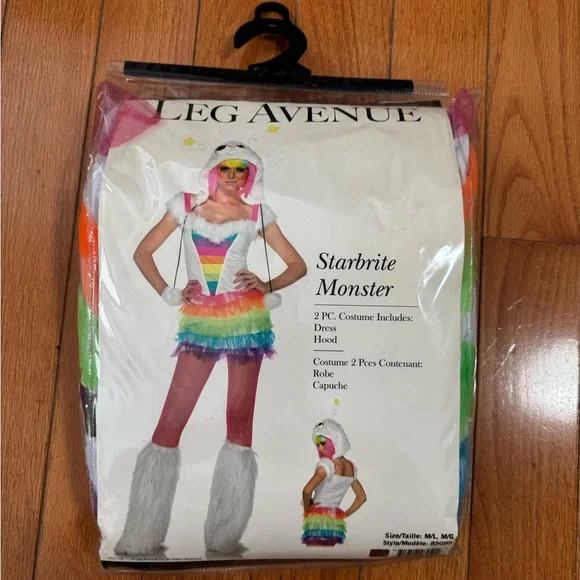 LEG AVENUE
Starbrite
Monster
2 PC. Costume Includes:
Dress
Hood
Costume 2 Pces Contenant:
Robe
Capuche
Size/Taille: M/L, M/G
Style/Modèle: